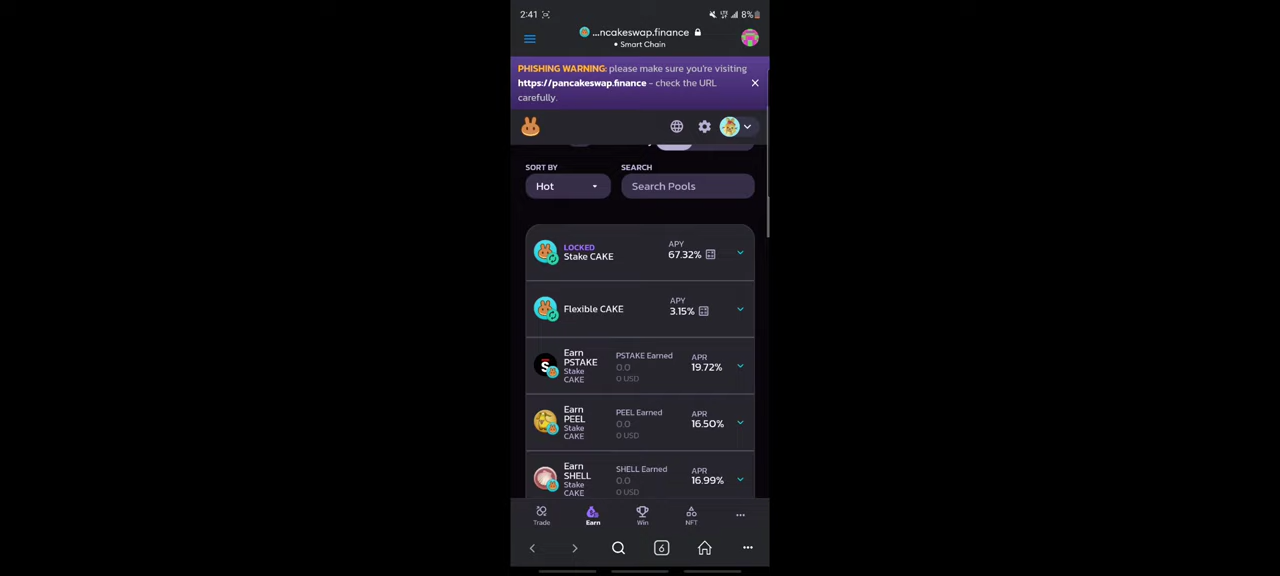 2:41
8%
...ncakeswap.finance
• Smart Chain
PHISHING WARNING: please make sure you're visiting
https://pancakeswap.finance - check the URL
carefully.
SORT BY
SEARCH
Hot
Search Pools
LOCKED
Stake CAKE
APY
67.32%
Flexible CAKE
APY
3.15%
Earn
PSTAKE
Stake
CAKE
PSTAKE Earned
0.0
0 USD
APR
19.72%
Earn
PEEL
Stake
CAKE
PEEL Earned
0.0
0 USD
APR
16.50%
Earn
SHELL
Stake
CAKE
SHELL Earned
0.0
0 USD
APR
16.99%
Trade
Earn
Win
NFT
6